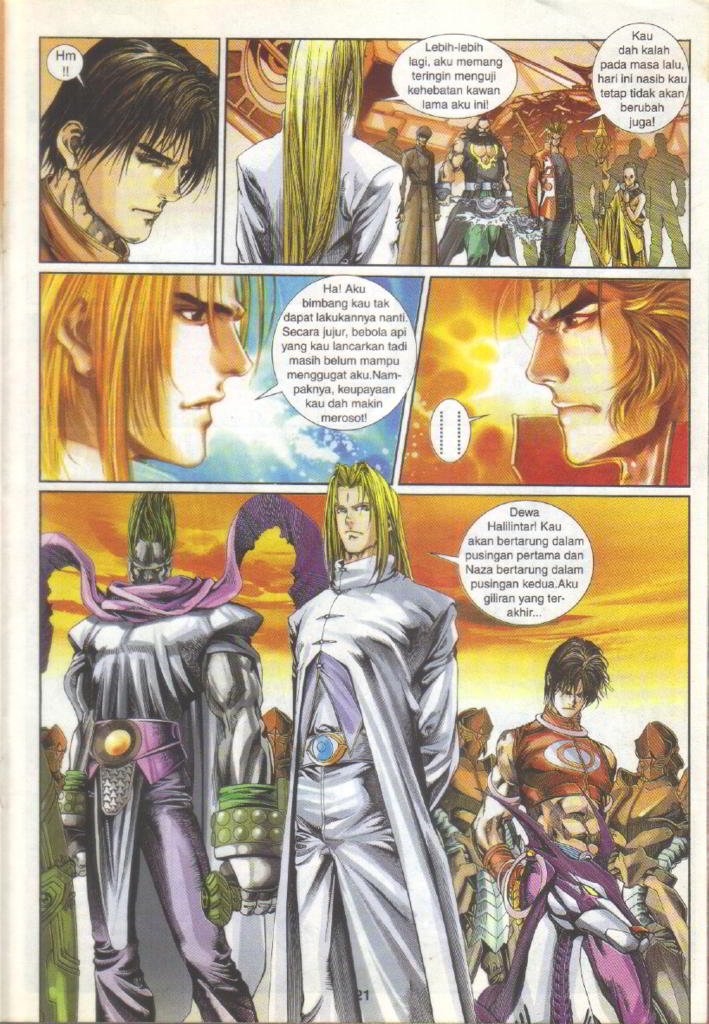 Hm
!!
Lebih-lebih
lagi, aku memang
teringin menguji
kehebatan kawan
lama aku ini!
Kau
dah kalah
pada masa lalu,
hari ini nasib kau
tetap tidak akan
berubah
juga!
Ha! Aku
bimbang kau tak
dapat lakukannya nanti.
Secara jujur, bebola api
yang kau lancarkan tadi
masih belum mampu
menggugat aku.Nam-
paknya, keupayaan
kau dah makin
merosot!
Dewa
Halilintar! Kau
akan bertarung dalam
pusingan pertama dan
Naza bertarung dalam
pusingan kedua.Aku
giliran yang ter-
akhir...
21